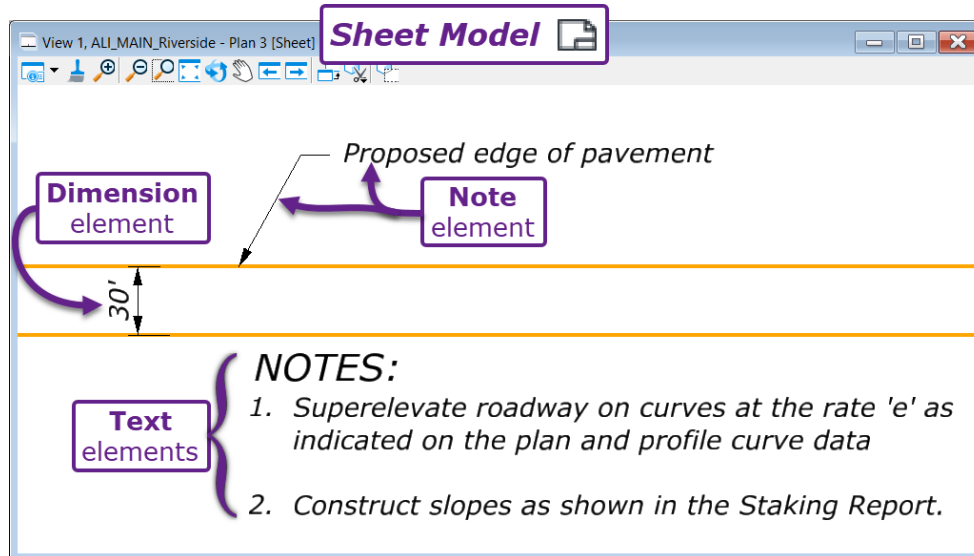 View 1, ALI_MAIN_Riverside - Plan 3 [Sheet]
Sheet Model
Proposed edge of pavement
Dimension
element
Note
element
30'
NOTES:
1. Superelevate roadway on curves at the rate 'e' as
indicated on the plan and profile curve data
Text
elements
2. Construct slopes as shown in the Staking Report.